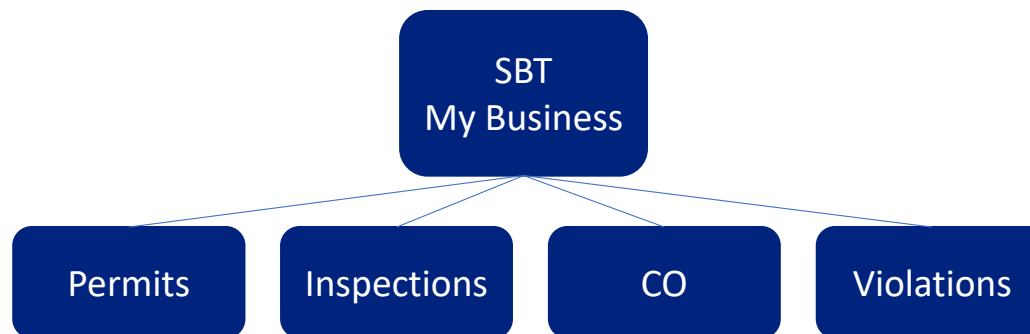 SBT
My Business
Permits
Inspections
CO
Violations